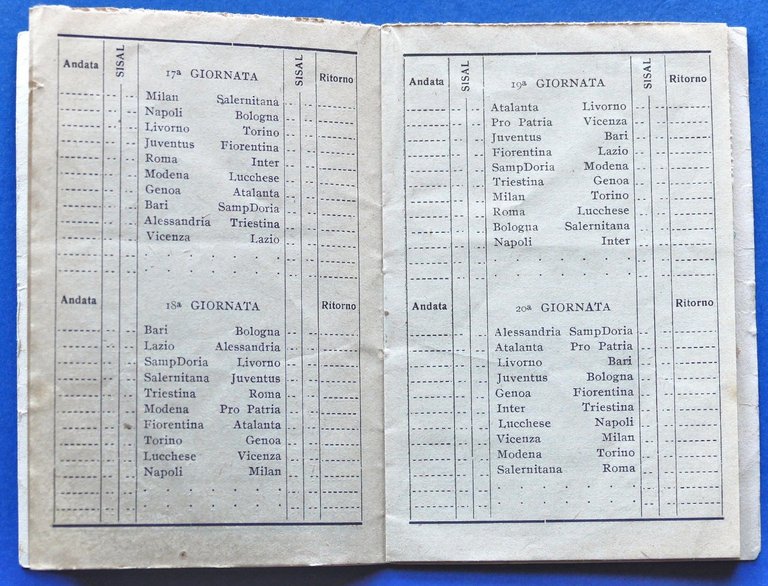 Andata SISAL 17ª GIORNATA SISAL Ritorno
Milan Salernitana
Napoli Bologna
Livorno Torino
Juventus Fiorentina
Roma Inter
Modena Lucchese
Genoa Atalanta
Bari SampDoria
Alessandria Triestina
Vicenza Lazio
Andata 18ª GIORNATA Ritorno
Bari Bologna
Lazio Alessandria
SampDoria Livorno
Salernitana Juventus
Triestina Roma
Modena Pro Patria
Fiorentina Atalanta
Torino Genoa
Lucchese Vicenza
Napoli Milan
Andata SISAL 19ª GIORNATA SISAL Ritorno
Atalanta Livorno
Pro Patria Vicenza
Juventus Bari
Fiorentina Lazio
SampDoria Modena
Triestina Genoa
Milan Torino
Roma Lucchese
Bologna Salernitana
Napoli Inter
Andata 20ª GIORNATA Ritorno
Alessandria SampDoria
Atalanta Pro Patria
Livorno Bari
Juventus Bologna
Genoa Fiorentina
Inter Triestina
Lucchese Napoli
Vicenza Milan
Modena Torino
Salernitana Roma